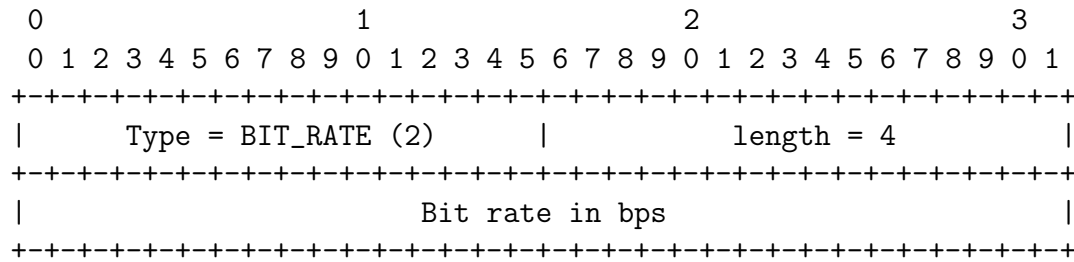 0                   1                   2                   3
 0 1 2 3 4 5 6 7 8 9 0 1 2 3 4 5 6 7 8 9 0 1 2 3 4 5 6 7 8 9 0 1
+-+-+-+-+-+-+-+-+-+-+-+-+-+-+-+-+-+-+-+-+-+-+-+-+-+-+-+-+-+-+-+-+
|      Type = BIT_RATE (2)      |           length = 4          |
+-+-+-+-+-+-+-+-+-+-+-+-+-+-+-+-+-+-+-+-+-+-+-+-+-+-+-+-+-+-+-+-+
|                        Bit rate in bps                        |
+-+-+-+-+-+-+-+-+-+-+-+-+-+-+-+-+-+-+-+-+-+-+-+-+-+-+-+-+-+-+-+-+